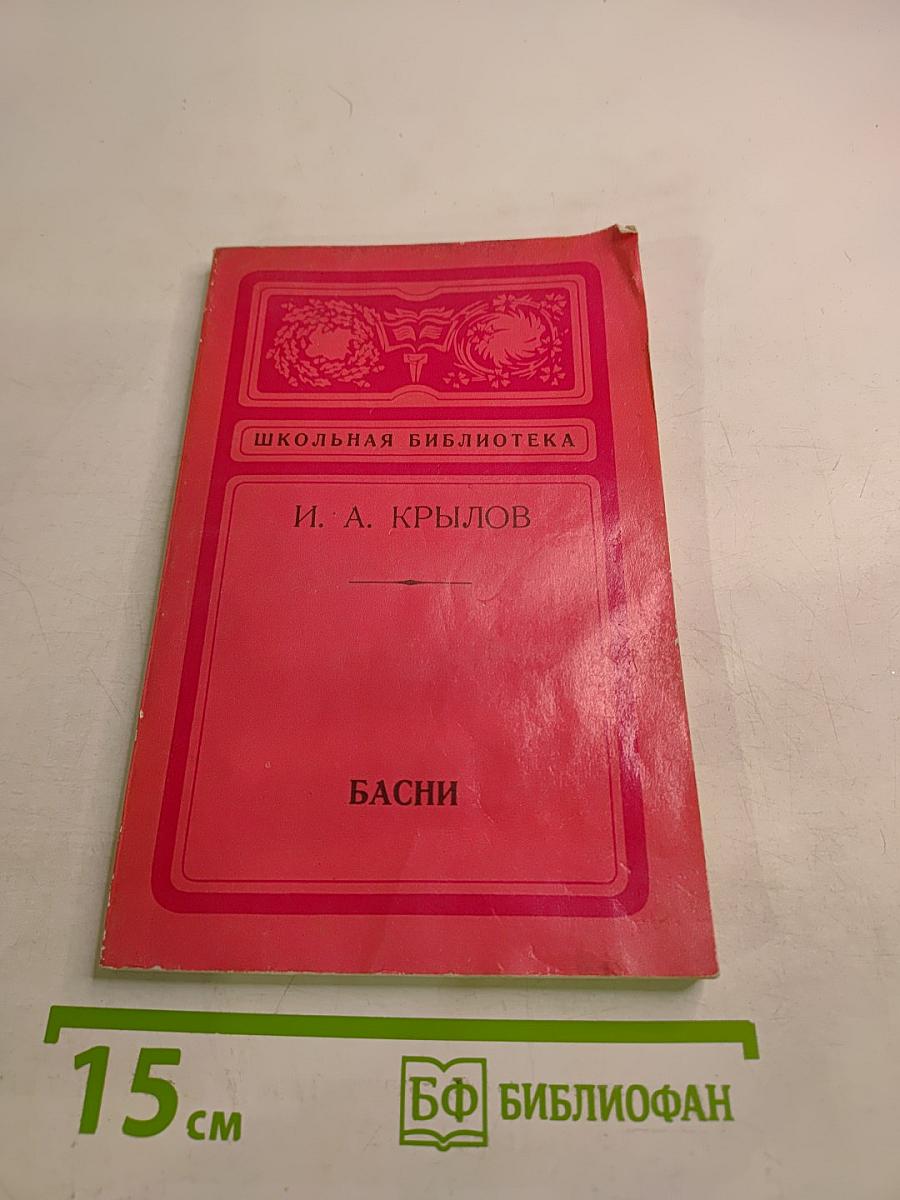 ШКОЛЬНАЯ БИБЛИОТЕКА
И. А. КРЫЛОВ
БАСНИ
15 см
БФ БИБЛИОФАН